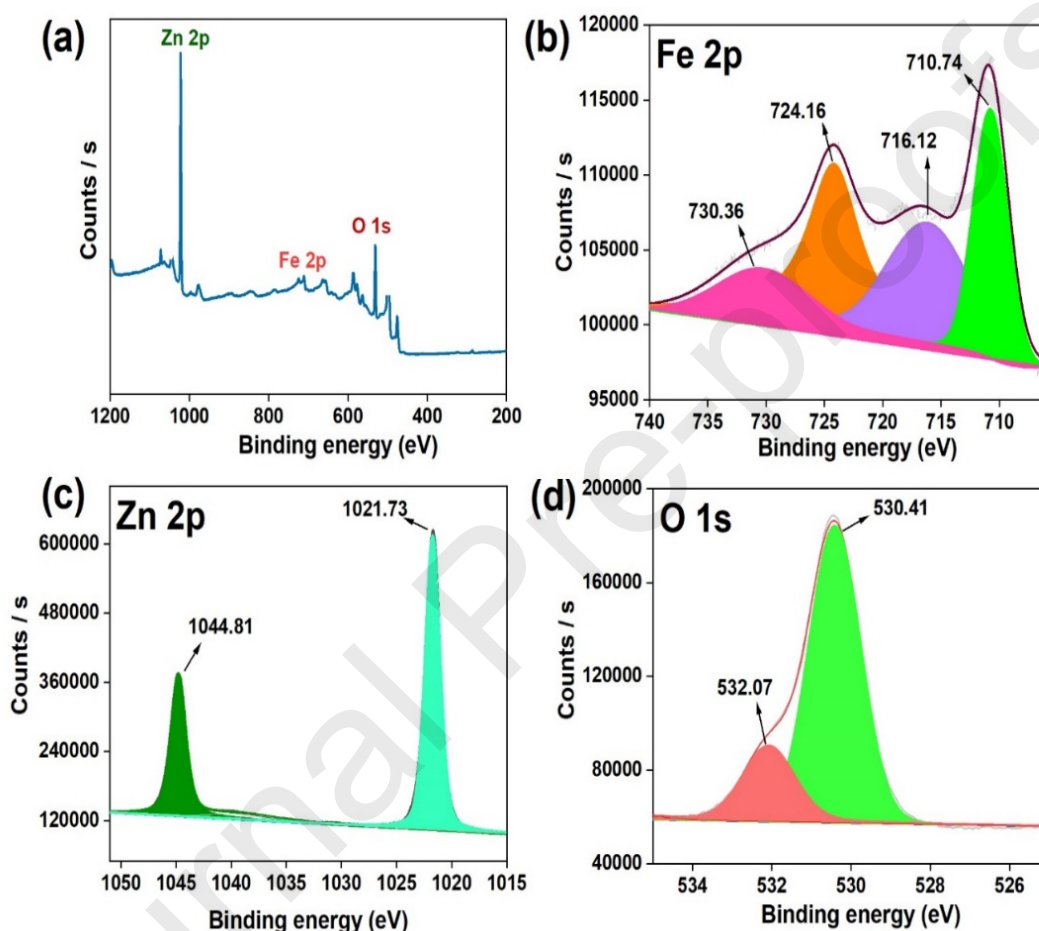 (a)
Zn 2p
Fe 2p
O 1s
Counts / s
1200 1000 800 600 400 200
Binding energy (eV)
(b)
Fe 2p
710.74
724.16
716.12
730.36
Counts / s
120000
115000
110000
105000
100000
95000
740 735 730 725 720 715 710
Binding energy (eV)
(c)
Zn 2p
1021.73
1044.81
Counts / s
600000
480000
360000
240000
120000
1050 1045 1040 1035 1030 1025 1020 1015
Binding energy (eV)
(d)
O 1s
530.41
532.07
Counts / s
200000
160000
120000
80000
40000
534 532 530 528 526
Binding energy (eV)
urnal Pre-proofs